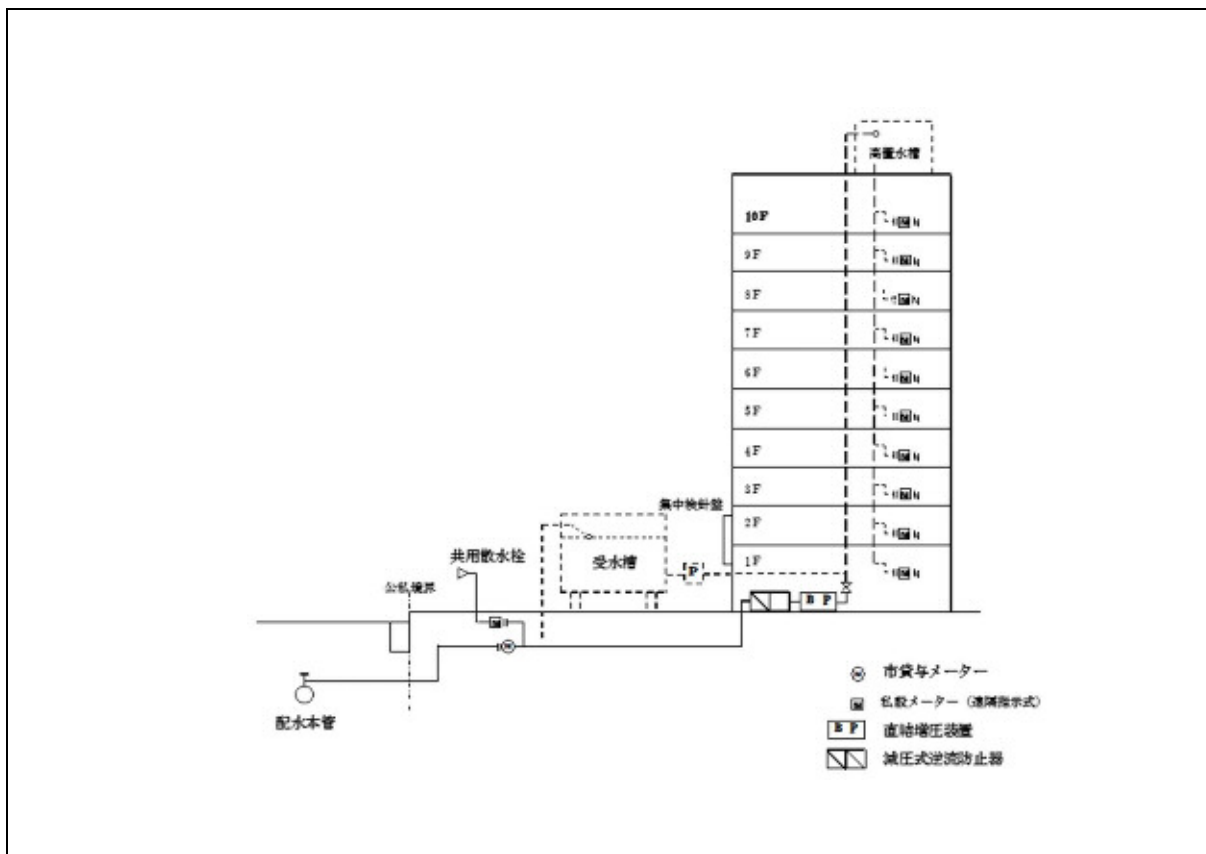 高置水槽
10F
9F
8F
7F
6F
5F
4F
3F
集中検針盤
2F
受水槽
P
1F
共用散水栓
公私境界
BP
M
M
配水本管
M 市貸与メーター
M 私設メーター（遠隔指示式）
BP 直結増圧装置
減圧式逆流防止器